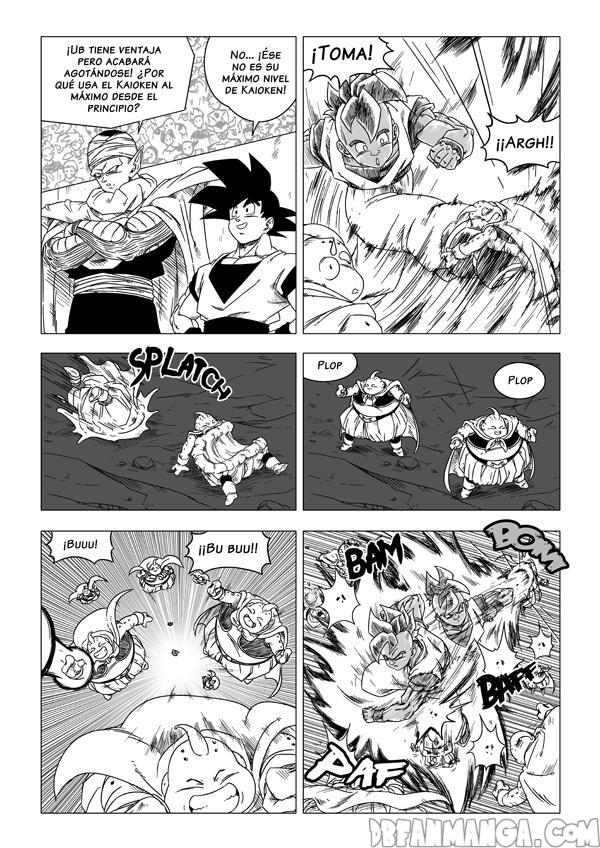 ¡Ub tiene ventaja
pero acabará
agotándose! ¿Por
qué usa el Kaioken al
máximo desde el
principio?
No... ¡Ése
no es su
máximo nivel
de Kaioken!
¡Toma!
¡¡Argh!!
SPLATCH
Plop
Plop
¡Buuu!
¡¡Bu buu!!
BAM
BOM
BAFF
PAF
DBFANMANGA.COM